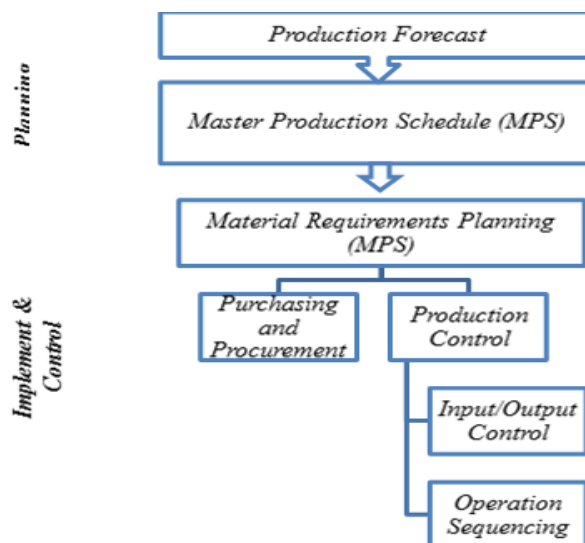 Production Forecast
Planning
Master Production Schedule (MPS)
Material Requirements Planning
(MPS)
Purchasing
and
Procurement
Production
Control
Implement &
Control
Input/Output
Control
Operation
Sequencing